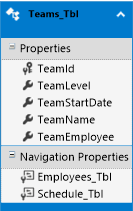 Teams_Tbl
Properties
TeamId
TeamLevel
TeamStartDate
TeamName
TeamEmployee
Navigation Properties
Employees_Tbl
Schedule_Tbl